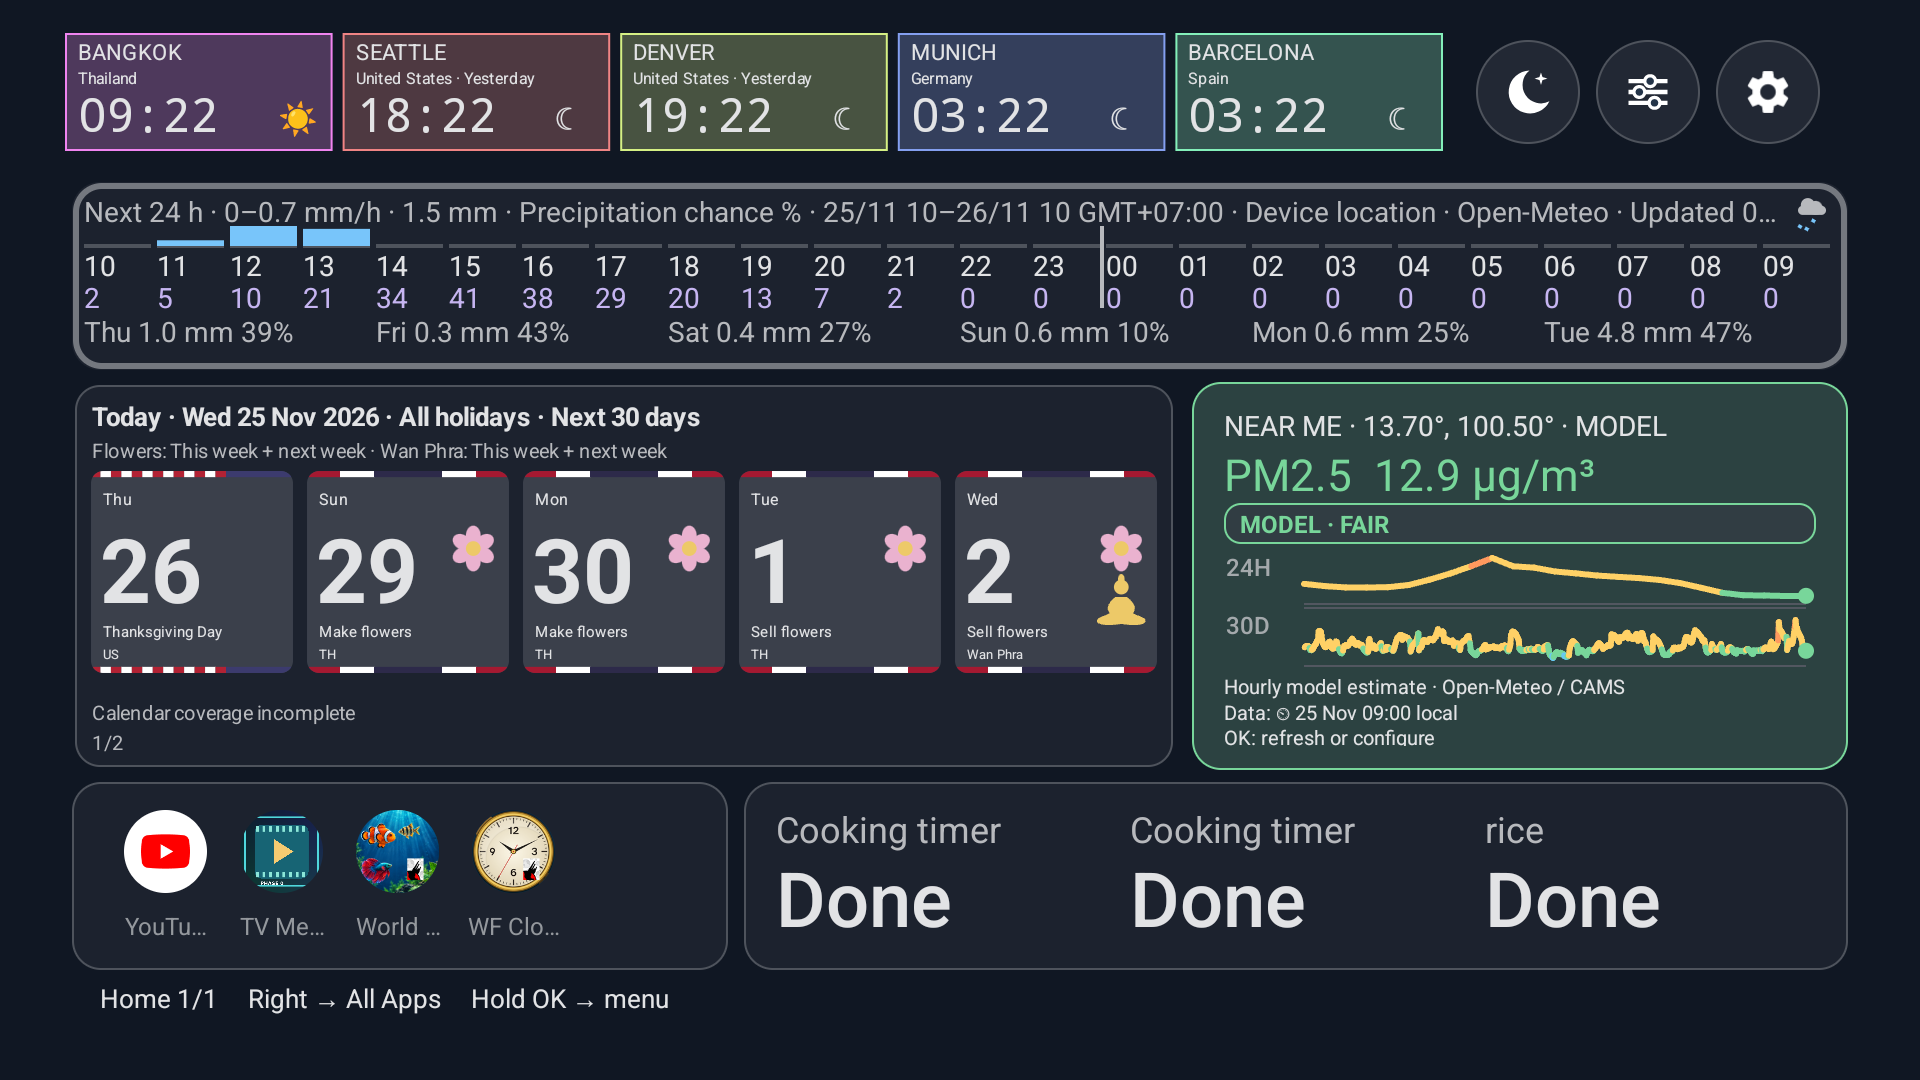 BANGKOK
Thailand
09:22
SEATTLE
United States · Yesterday
18:22
DENVER
United States · Yesterday
19:22
MUNICH
Germany
03:22
BARCELONA
Spain
03:22
Next 24 h · 0–0.7 mm/h · 1.5 mm · Precipitation chance % · 25/11 10–26/11 10 GMT+07:00 · Device location · Open-Meteo · Updated 0…
10 11 12 13 14 15 16 17 18 19 20 21 22 23 00 01 02 03 04 05 06 07 08 09
2 5 10 21 34 41 38 29 20 13 7 2 0 0 0 0 0 0 0 0 0 0 0 0
Thu 1.0 mm 39% Fri 0.3 mm 43% Sat 0.4 mm 27% Sun 0.6 mm 10% Mon 0.6 mm 25% Tue 4.8 mm 47%
Today · Wed 25 Nov 2026 · All holidays · Next 30 days
Flowers: This week + next week · Wan Phra: This week + next week
Thu
26
Thanksgiving Day
US
Sun
29
Make flowers
TH
Mon
30
Make flowers
TH
Tue
1
Sell flowers
TH
Wed
2
Sell flowers
Wan Phra
Calendar coverage incomplete
1/2
NEAR ME · 13.70°, 100.50° · MODEL
PM2.5 12.9 µg/m³
MODEL · FAIR
24H
30D
Hourly model estimate · Open-Meteo / CAMS
Data: ⏲ 25 Nov 09:00 local
OK: refresh or configure
YouTu… TV Me… World … WF Clo…
Cooking timer
Done
Cooking timer
Done
rice
Done
Home 1/1 Right → All Apps Hold OK → menu